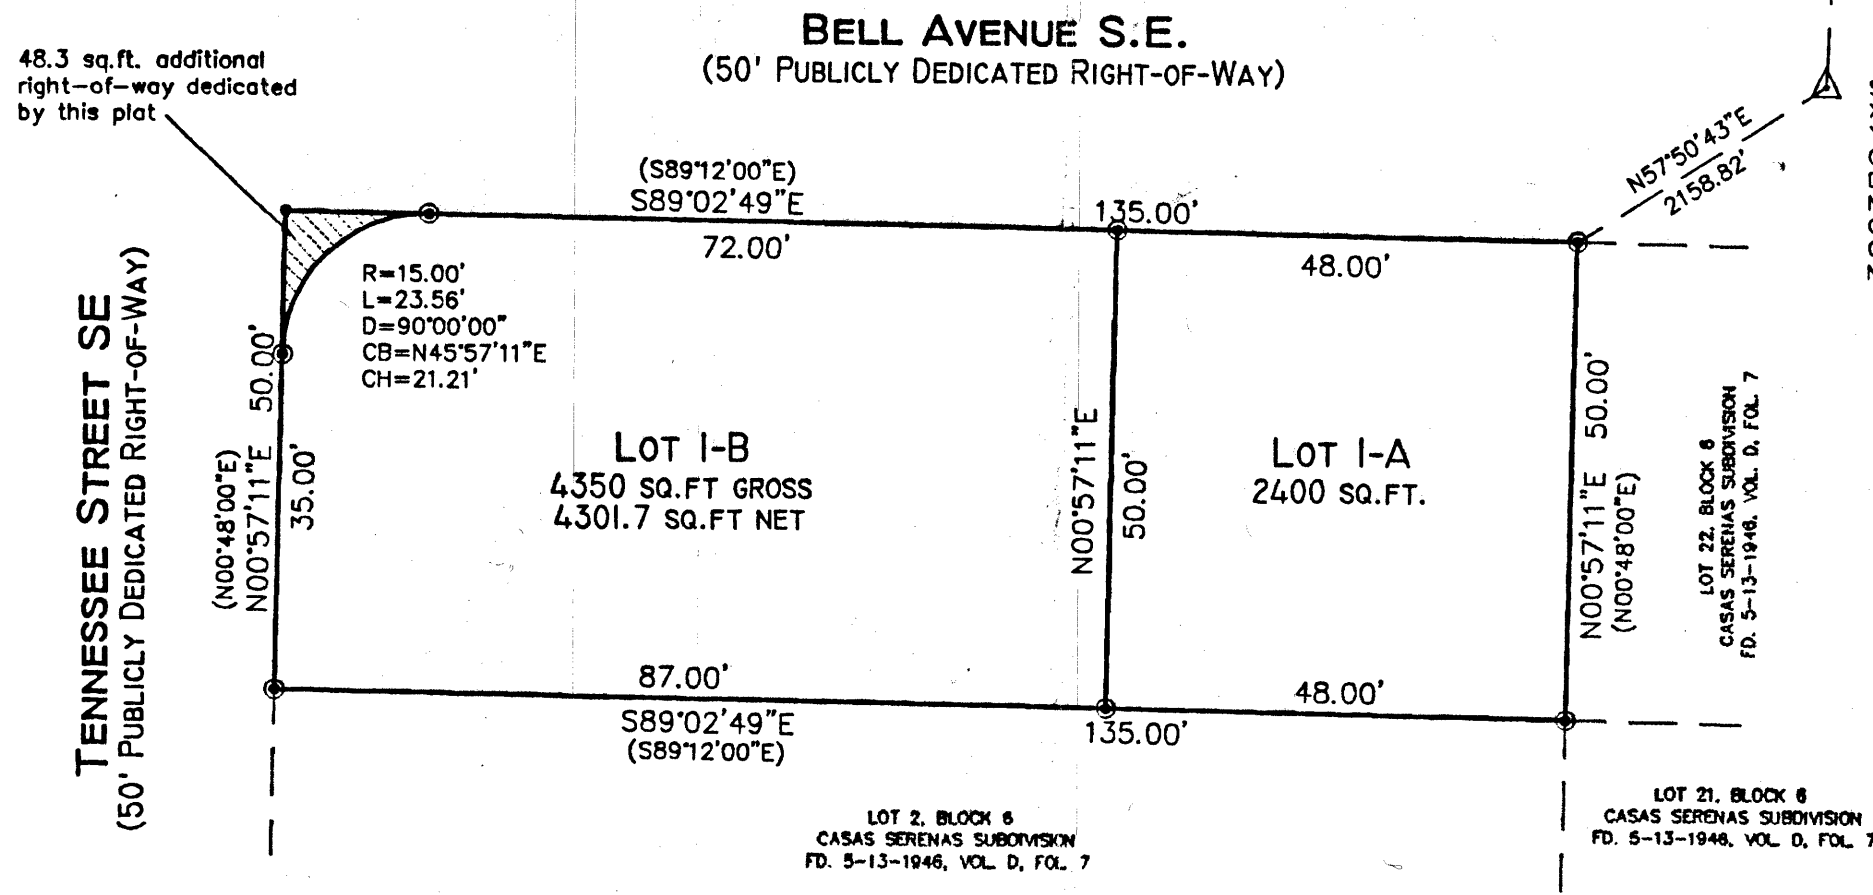 BELL AVENUE S.E.
(50' PUBLICLY DEDICATED RIGHT-OF-WAY)
48.3 sq.ft. additional
right-of-way dedicated
by this plat
N57°50'43"E
2158.82'
(S89°12'00"E)
S89°02'49"E
135.00'
72.00'
48.00'
R=15.00'
L=23.56'
D=90°00'00"
CB=N45°57'11"E
CH=21.21'
TENNESSEE STREET SE
(50' PUBLICLY DEDICATED RIGHT-OF-WAY)
(N00°48'00"E)
N00°57'11"E 50.00'
35.00'
LOT 1-B
4350 SQ.FT GROSS
4301.7 SQ.FT NET
N00°57'11"E
50.00'
LOT 1-A
2400 SQ.FT.
N00°57'11"E 50.00'
(N00°48'00"E)
LOT 22, BLOCK 6
CASAS SERENAS SUBDIVISION
FD. 5-13-1946, VOL. D, FOL. 7
87.00'
48.00'
S89°02'49"E
135.00'
(S89°12'00"E)
LOT 2, BLOCK 6
CASAS SERENAS SUBDIVISION
FD. 5-13-1946, VOL. D, FOL. 7
LOT 21, BLOCK 6
CASAS SERENAS SUBDIVISION
FD. 5-13-1946, VOL. D, FOL. 7